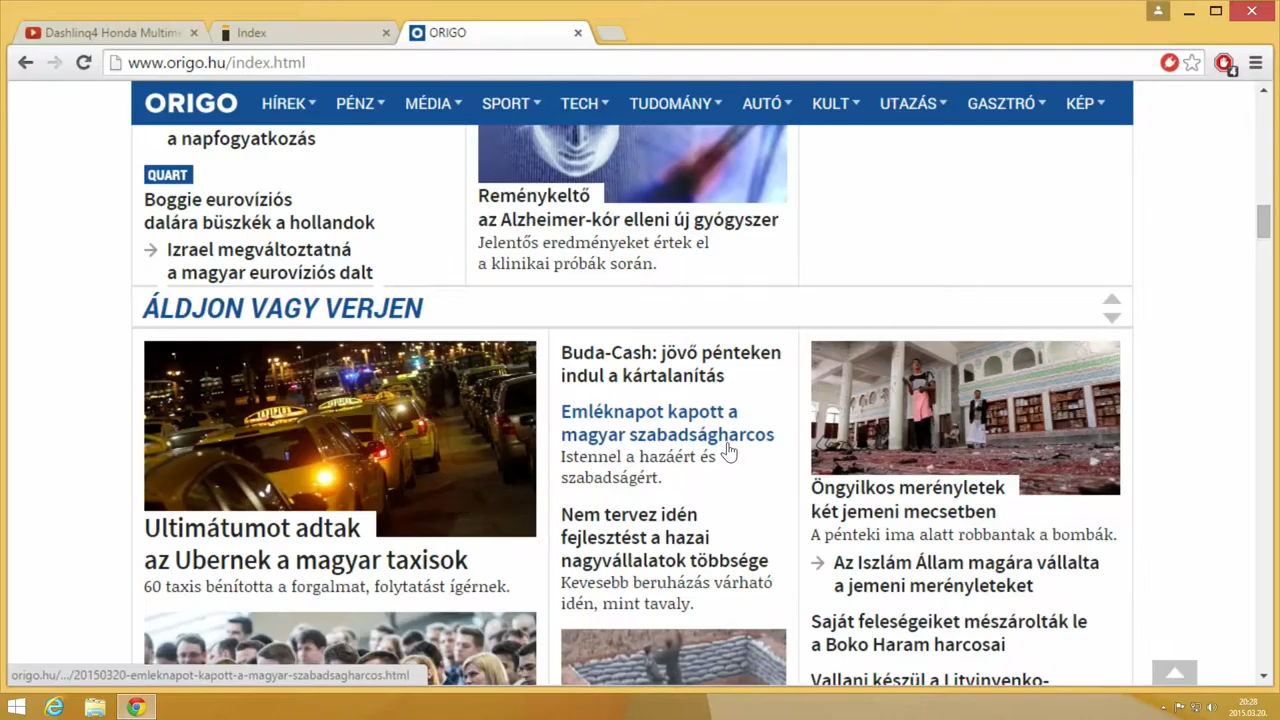 Dashlinq4 Honda Multime
Index
ORIGO
www.origo.hu/index.html
4
ORIGO HÍREK PÉNZ MÉDIA SPORT TECH TUDOMÁNY AUTÓ KULT UTAZÁS GASZTRÓ KÉP
a napfogyatkozás
QUART
Boggie eurovíziós
dalára büszkék a hollandok
Izrael megváltoztatná
a magyar eurovíziós dalt
Reménykeltő
az Alzheimer-kór elleni új gyógyszer
Jelentős eredményeket értek el
a klinikai próbák során.
ÁLDJON VAGY VERJEN
Ultimátumot adtak
az Ubernek a magyar taxisok
60 taxis bénította a forgalmat, folytatást ígérnek.
Buda-Cash: jövő pénteken
indul a kártalanítás
Emléknapot kapott a
magyar szabadságharcos
Istennel a hazáért és
szabadságért.
Nem tervez idén
fejlesztést a hazai
nagyvállalatok többsége
Kevesebb beruházás várható
idén, mint tavaly.
Öngyilkos merényletek
két jemeni mecsetben
A pénteki ima alatt robbantak a bombák.
Az Iszlám Állam magára vállalta
a jemeni merényleteket
Saját feleségeiket mészárolták le
a Boko Haram harcosai
Vallani készül a Litvinyenko-
origo.hu/.../20150320-emleknapot-kapott-a-magyar-szabadsagharcos.html
20:28
2015.03.20.